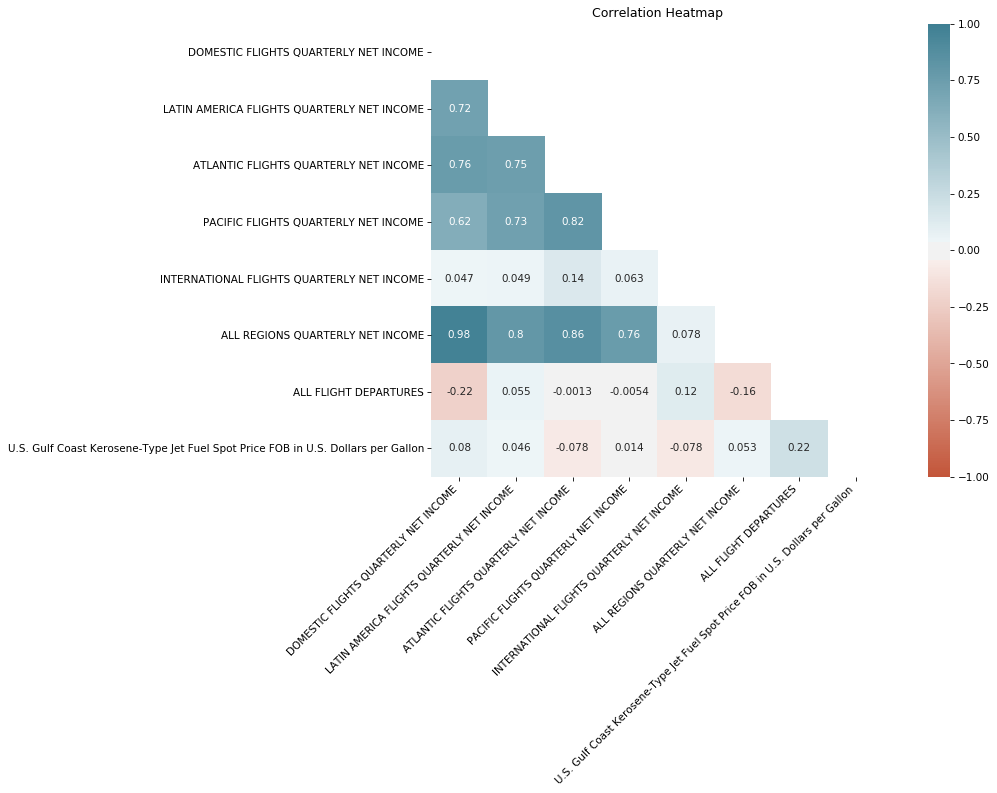 Correlation Heatmap
DOMESTIC FLIGHTS QUARTERLY NET INCOME
LATIN AMERICA FLIGHTS QUARTERLY NET INCOME
0.72
ATLANTIC FLIGHTS QUARTERLY NET INCOME
0.76 0.75
PACIFIC FLIGHTS QUARTERLY NET INCOME
0.62 0.73 0.82
INTERNATIONAL FLIGHTS QUARTERLY NET INCOME
0.047 0.049 0.14 0.063
ALL REGIONS QUARTERLY NET INCOME
0.98 0.8 0.86 0.76 0.078
ALL FLIGHT DEPARTURES
-0.22 0.055 -0.0013 -0.0054 0.12 -0.16
U.S. Gulf Coast Kerosene-Type Jet Fuel Spot Price FOB in U.S. Dollars per Gallon
0.08 0.046 -0.078 0.014 -0.078 0.053 0.22
DOMESTIC FLIGHTS QUARTERLY NET INCOME
LATIN AMERICA FLIGHTS QUARTERLY NET INCOME
ATLANTIC FLIGHTS QUARTERLY NET INCOME
PACIFIC FLIGHTS QUARTERLY NET INCOME
INTERNATIONAL FLIGHTS QUARTERLY NET INCOME
ALL REGIONS QUARTERLY NET INCOME
ALL FLIGHT DEPARTURES
U.S. Gulf Coast Kerosene-Type Jet Fuel Spot Price FOB in U.S. Dollars per Gallon
1.00
0.75
0.50
0.25
0.00
−0.25
−0.50
−0.75
−1.00